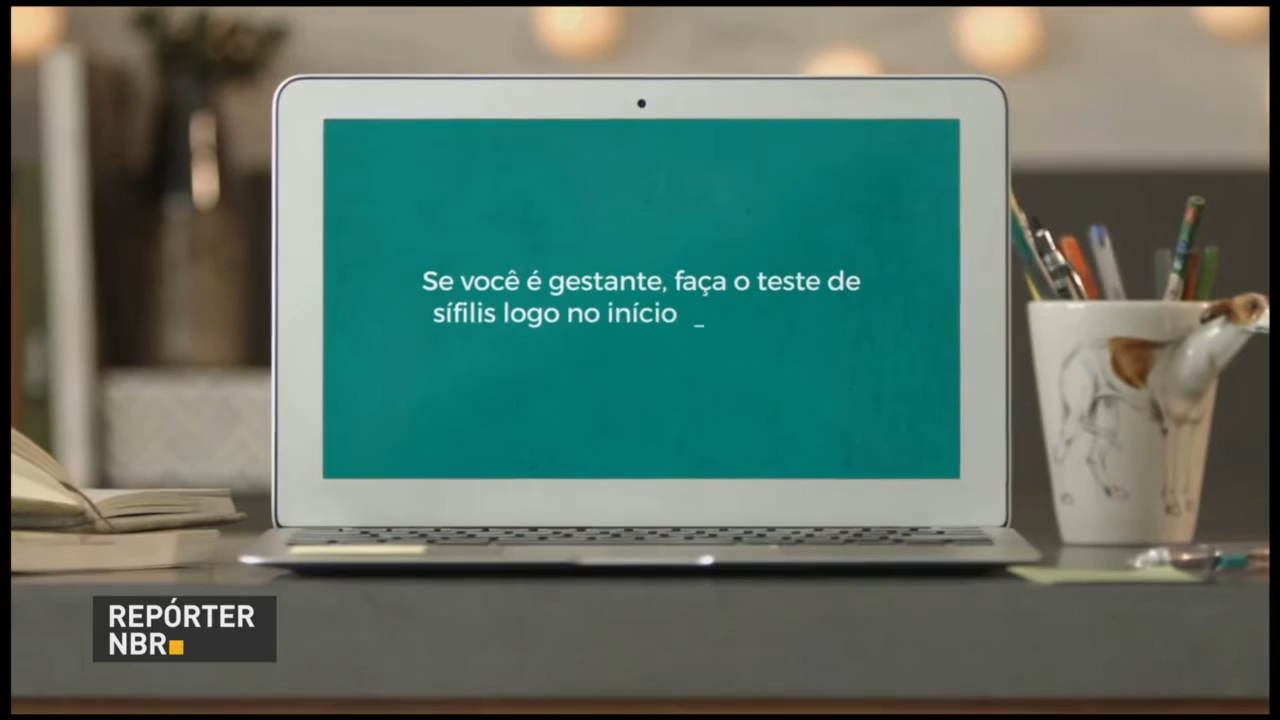 Se você é gestante, faça o teste de
sífilis logo no início _
REPÓRTER
NBR